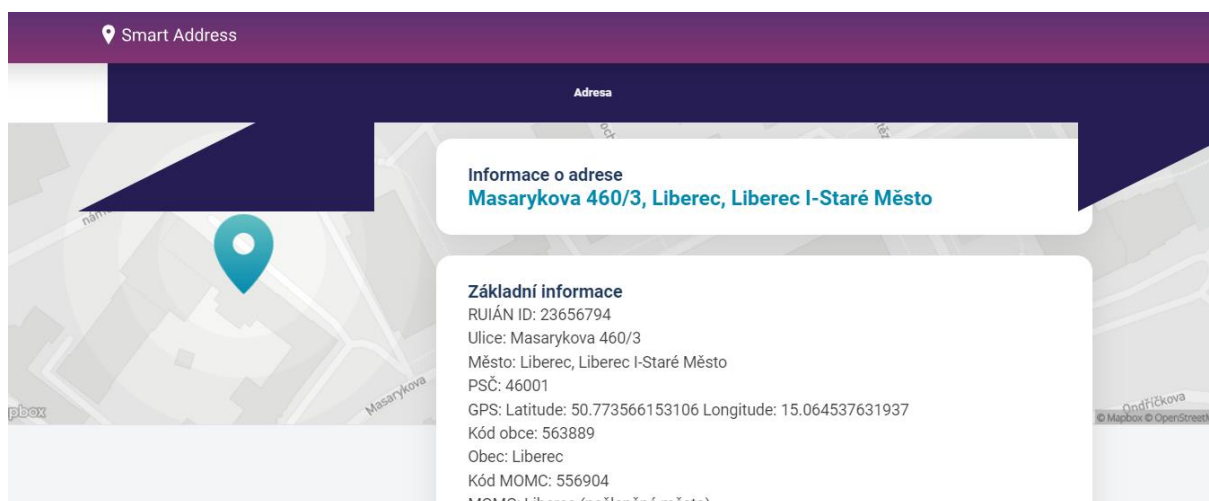 Smart Address
Adresa
Informace o adrese
Masarykova 460/3, Liberec, Liberec I-Staré Město
Základní informace
RUIÁN ID: 23656794
Ulice: Masarykova 460/3
Město: Liberec, Liberec I-Staré Město
PSČ: 46001
GPS: Latitude: 50.773566153106 Longitude: 15.064537631937
Kód obce: 563889
Obec: Liberec
Kód MOMC: 556904
Masarykova
Ondříčkova
© Mapbox © OpenStreetM